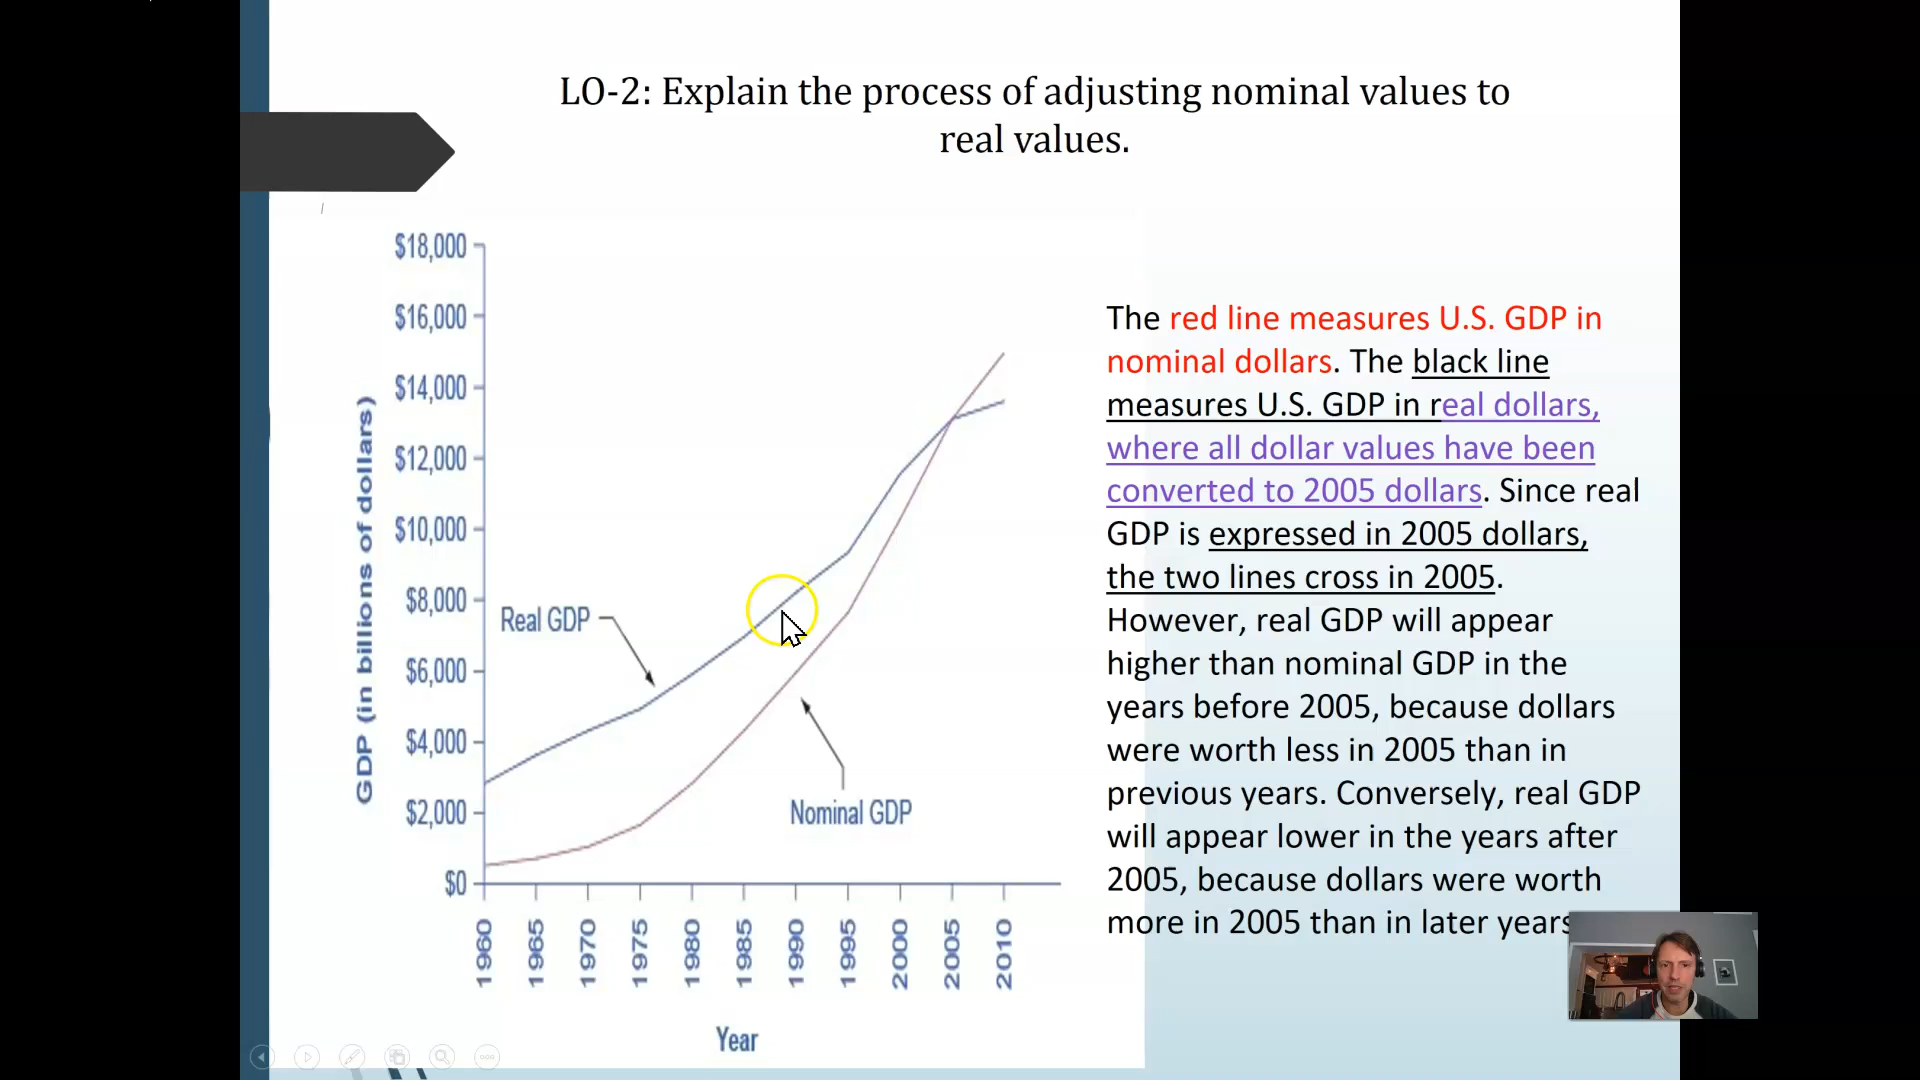 LO-2: Explain the process of adjusting nominal values to
real values.
$18,000
$16,000
$14,000
$12,000
$10,000
$8,000
$6,000
$4,000
$2,000
$0
GDP (in billions of dollars)
Real GDP
Nominal GDP
1960
1965
1970
1975
1980
1985
1990
1995
2000
2005
2010
Year
The red line measures U.S. GDP in
nominal dollars. The black line
measures U.S. GDP in real dollars,
where all dollar values have been
converted to 2005 dollars. Since real
GDP is expressed in 2005 dollars,
the two lines cross in 2005.
However, real GDP will appear
higher than nominal GDP in the
years before 2005, because dollars
were worth less in 2005 than in
previous years. Conversely, real GDP
will appear lower in the years after
2005, because dollars were worth
more in 2005 than in later years